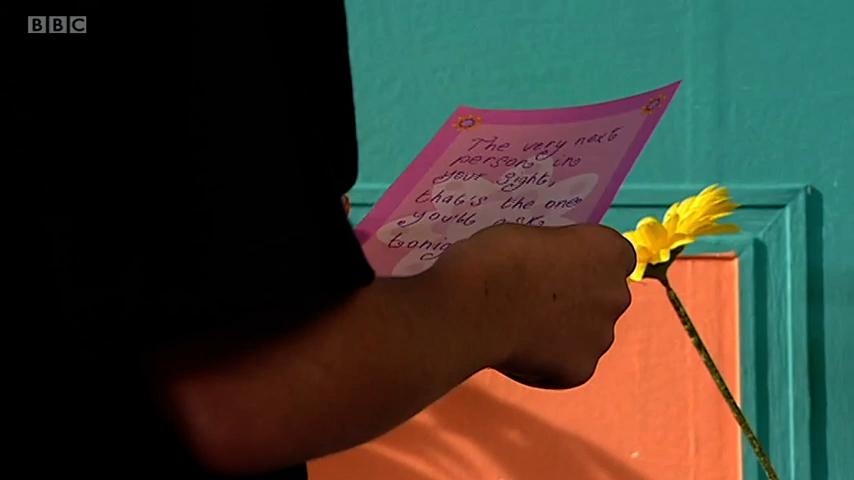 BBC
The very next
person in
your sight,
that's the one
you'll ask